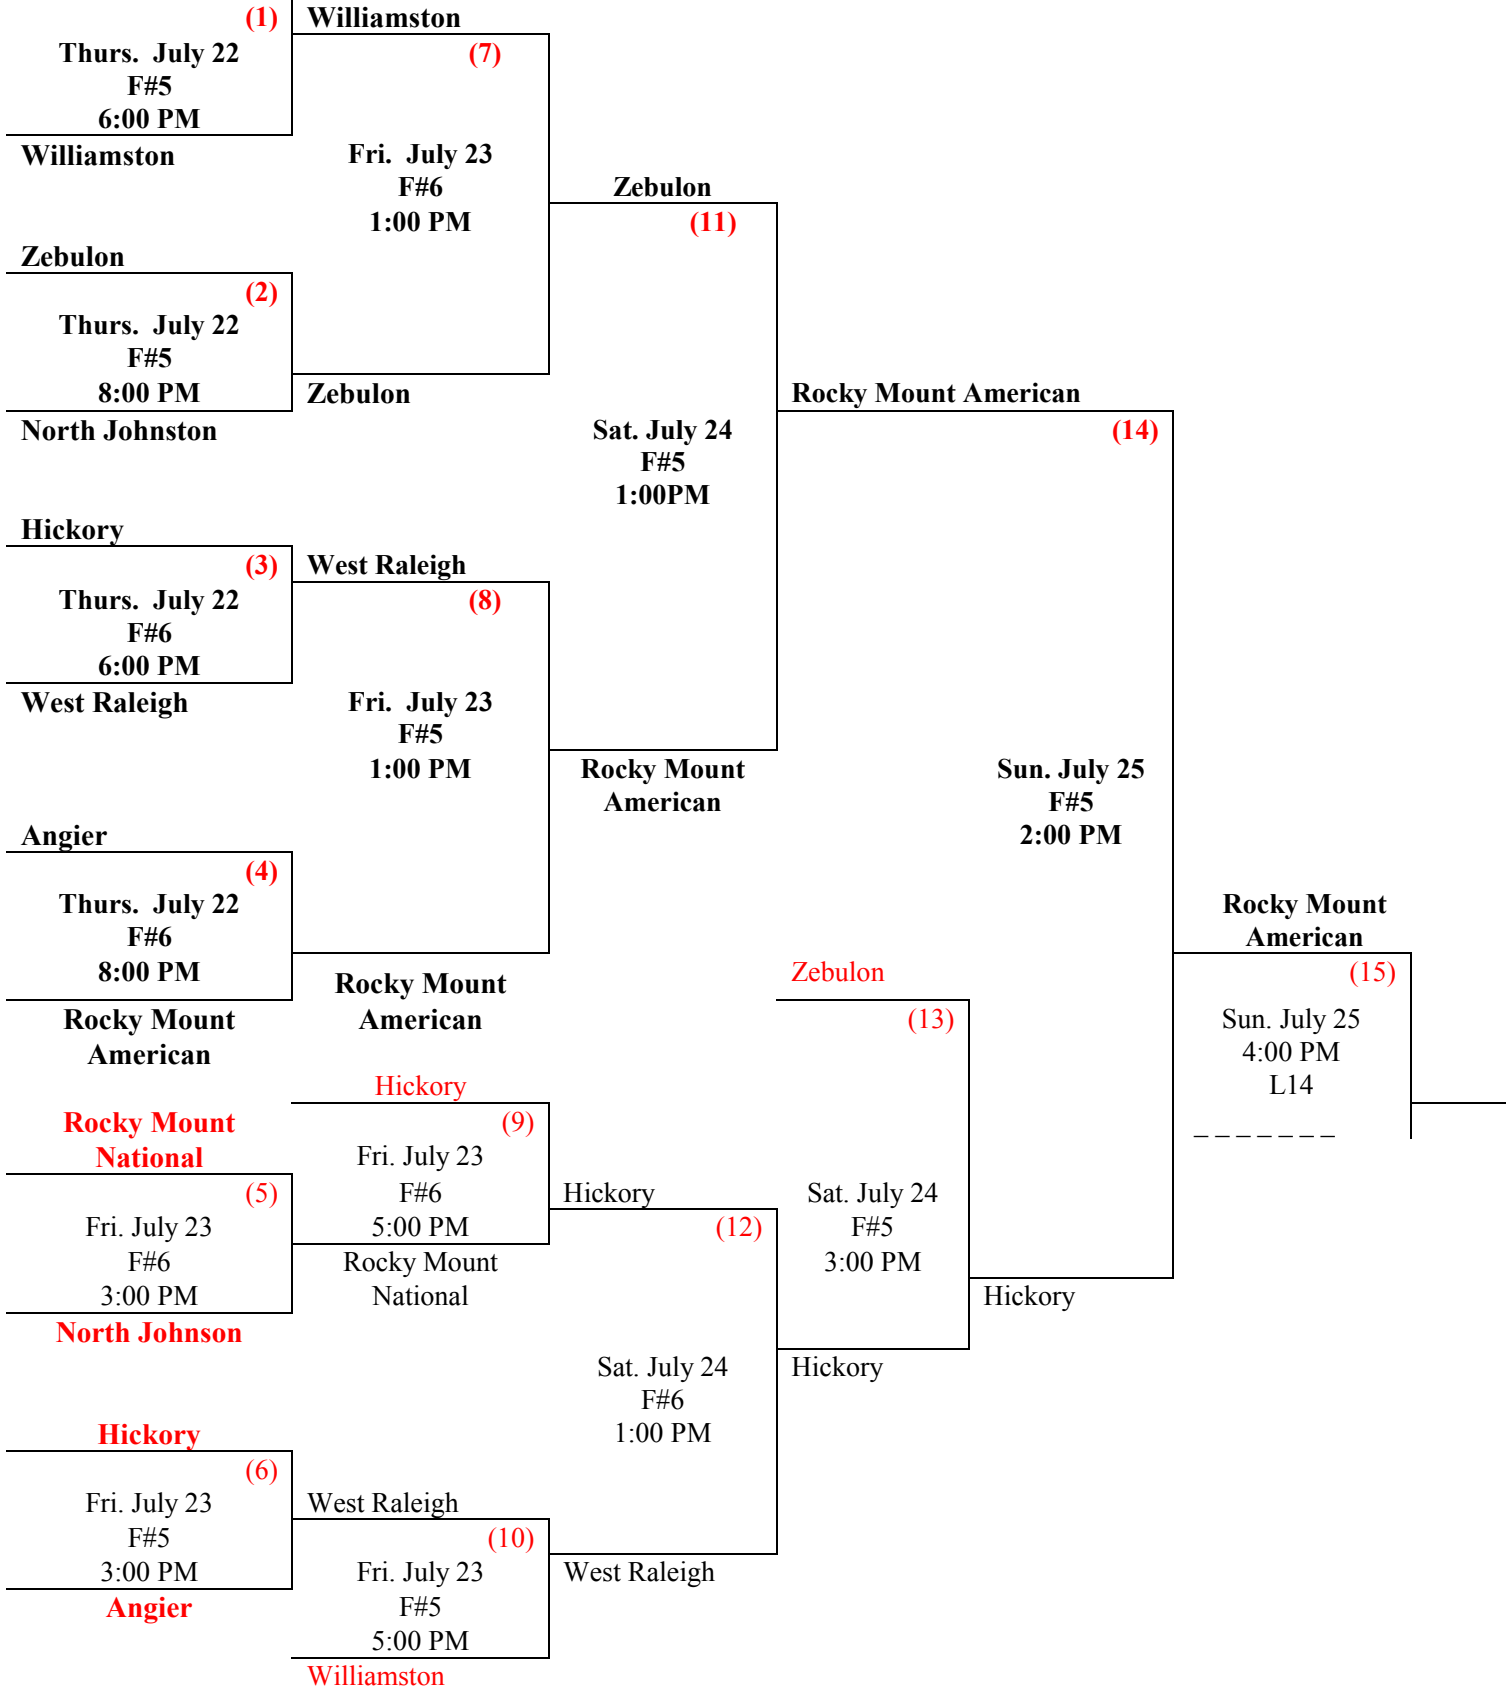 (1)
Thurs. July 22
F#5
6:00 PM
Williamston
Zebulon
(2)
Thurs. July 22
F#5
8:00 PM
North Johnston
Hickory
(3)
Thurs. July 22
F#6
6:00 PM
West Raleigh
Angier
(4)
Thurs. July 22
F#6
8:00 PM
Rocky Mount
American
Rocky Mount
National
(5)
Fri. July 23
F#6
3:00 PM
North Johnson
Hickory
(6)
Fri. July 23
F#5
3:00 PM
Angier
Williamston
(7)
Fri. July 23
F#6
1:00 PM
Zebulon
West Raleigh
(8)
Fri. July 23
F#5
1:00 PM
Rocky Mount
American
Hickory
(9)
Fri. July 23
F#6
5:00 PM
Rocky Mount
National
West Raleigh
(10)
Fri. July 23
F#5
5:00 PM
Williamston
Zebulon
(11)
Sat. July 24
F#5
1:00PM
Rocky Mount
American
Hickory
(12)
Sat. July 24
F#6
1:00 PM
West Raleigh
Zebulon
(13)
Sat. July 24
F#5
3:00 PM
Hickory
Rocky Mount American
(14)
Sun. July 25
F#5
2:00 PM
Hickory
Rocky Mount
American
(15)
Sun. July 25
4:00 PM
L14
_ _ _ _ _ _ _